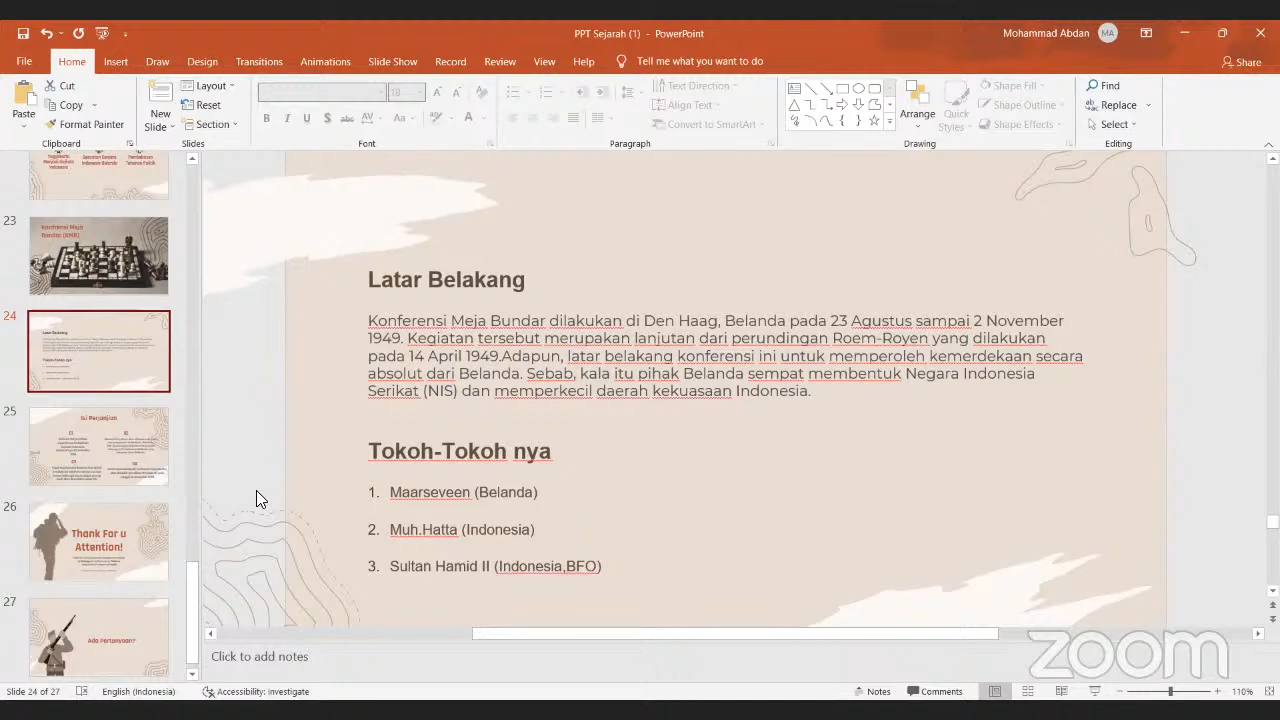 PPT Sejarah (1) - PowerPoint
Mohammad Abdan
MA
File Home Insert Draw Design Transitions Animations Slide Show Record Review View Help Tell me what you want to do
Share
Paste
Cut
Copy
Format Painter
Clipboard
New Slide
Layout
Reset
Section
Slides
18
Font
Text Direction
Align Text
Convert to SmartArt
Paragraph
Arrange
Quick Styles
Shape Fill
Shape Outline
Shape Effects
Drawing
Find
Replace
Select
Editing
23
Konfrensi Meja
Bundar (KMB)
24
25
Isi Perjanjian
26
Thank For u
Attention!
27
Ada Pertanyaan?
Latar Belakang
Konferensi Meja Bundar dilakukan di Den Haag, Belanda pada 23 Agustus sampai 2 November
1949. Kegiatan tersebut merupakan lanjutan dari perundingan Roem-Royen yang dilakukan
pada 14 April 1949.Adapun, latar belakang konferensi ini untuk memperoleh kemerdekaan secara
absolut dari Belanda. Sebab, kala itu pihak Belanda sempat membentuk Negara Indonesia
Serikat (NIS) dan memperkecil daerah kekuasaan Indonesia.
Tokoh-Tokoh nya
1. Maarseveen (Belanda)
2. Muh.Hatta (Indonesia)
3. Sultan Hamid II (Indonesia,BFO)
Click to add notes
zoom
Slide 24 of 27 English (Indonesia) Accessibility: Investigate Notes Comments 110%